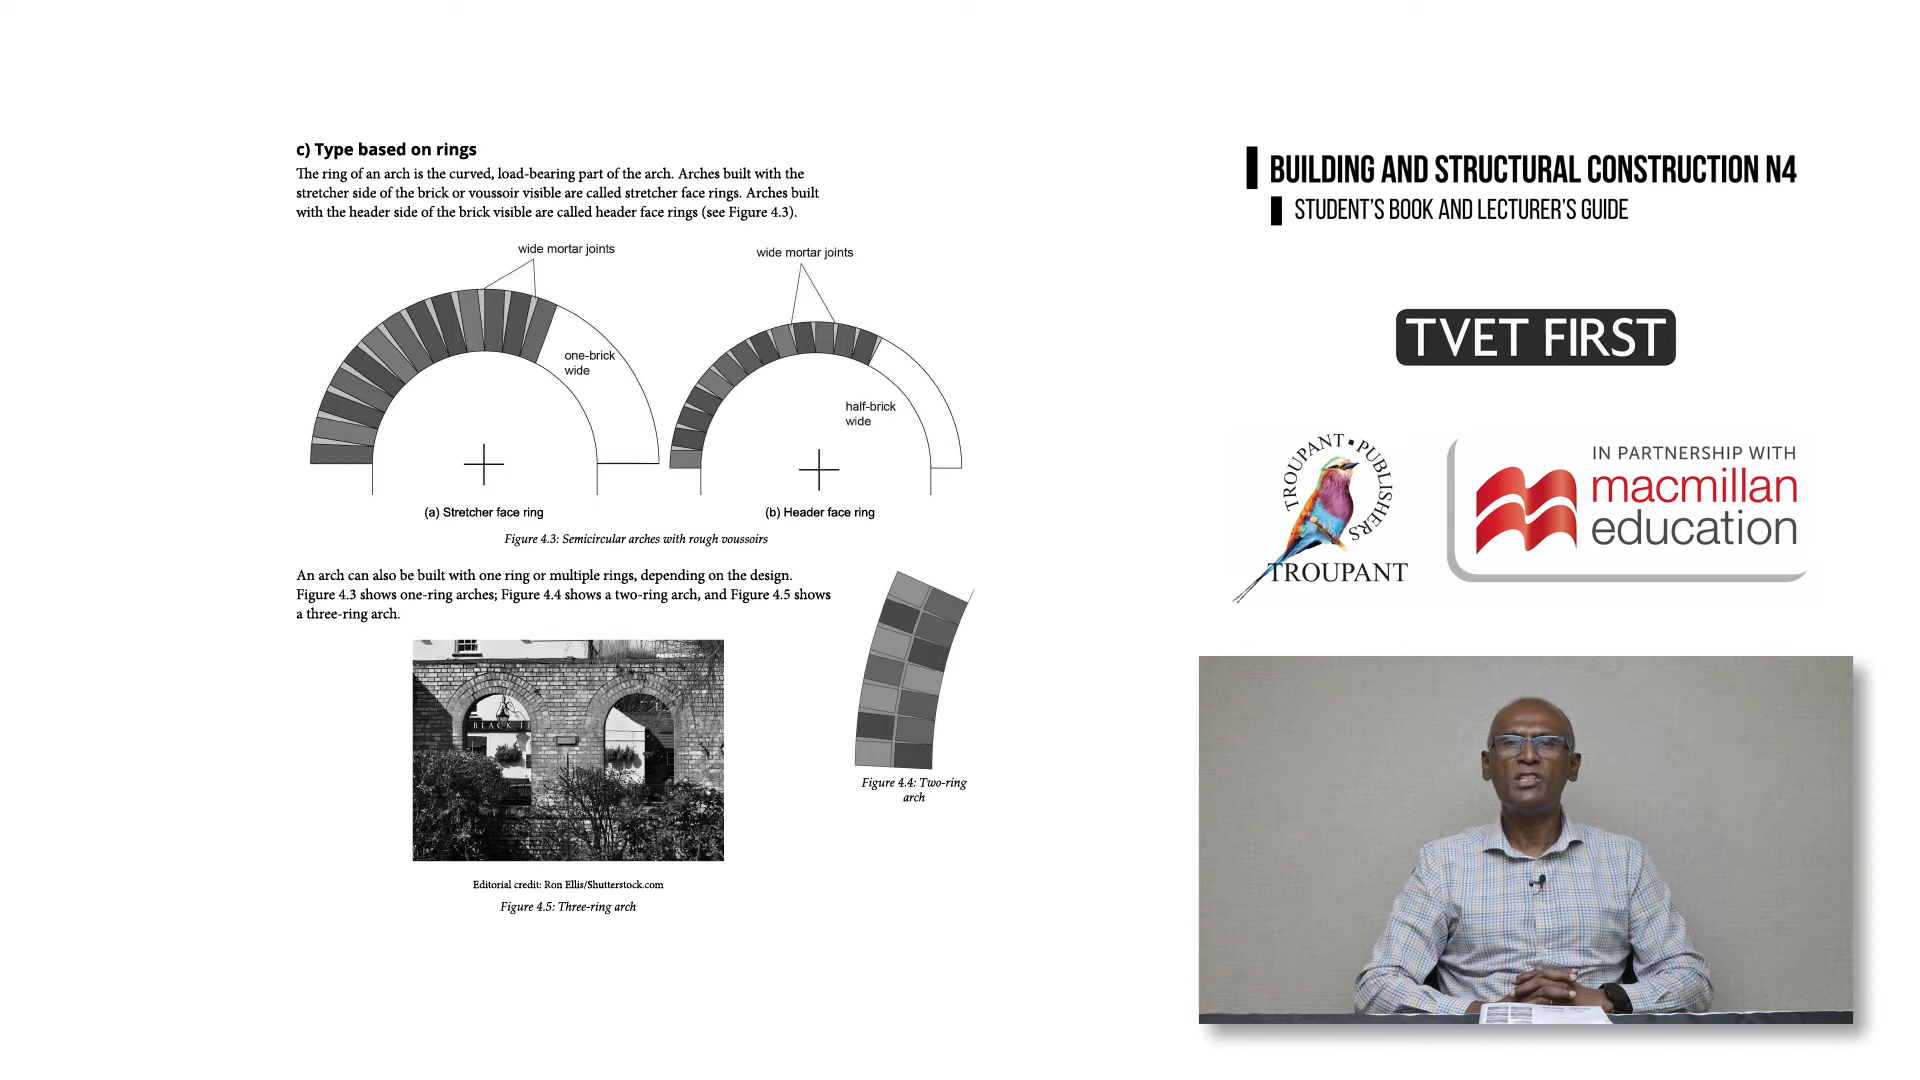 c) Type based on rings
The ring of an arch is the curved, load-bearing part of the arch. Arches built with the
stretcher side of the brick or voussoir visible are called stretcher face rings. Arches built
with the header side of the brick visible are called header face rings (see Figure 4.3).
wide mortar joints
wide mortar joints
one-brick
wide
half-brick
wide
(a) Stretcher face ring
(b) Header face ring
Figure 4.3: Semicircular arches with rough voussoirs
An arch can also be built with one ring or multiple rings, depending on the design.
Figure 4.3 shows one-ring arches; Figure 4.4 shows a two-ring arch, and Figure 4.5 shows
a three-ring arch.
BLACK
Figure 4.4: Two-ring
arch
Editorial credit: Ron Ellis/Shutterstock.com
Figure 4.5: Three-ring arch
BUILDING AND STRUCTURAL CONSTRUCTION N4
STUDENT'S BOOK AND LECTURER'S GUIDE
TVET FIRST
TROUPANT ▪ PUBLISHERS
TROUPANT
IN PARTNERSHIP WITH
macmillan
education